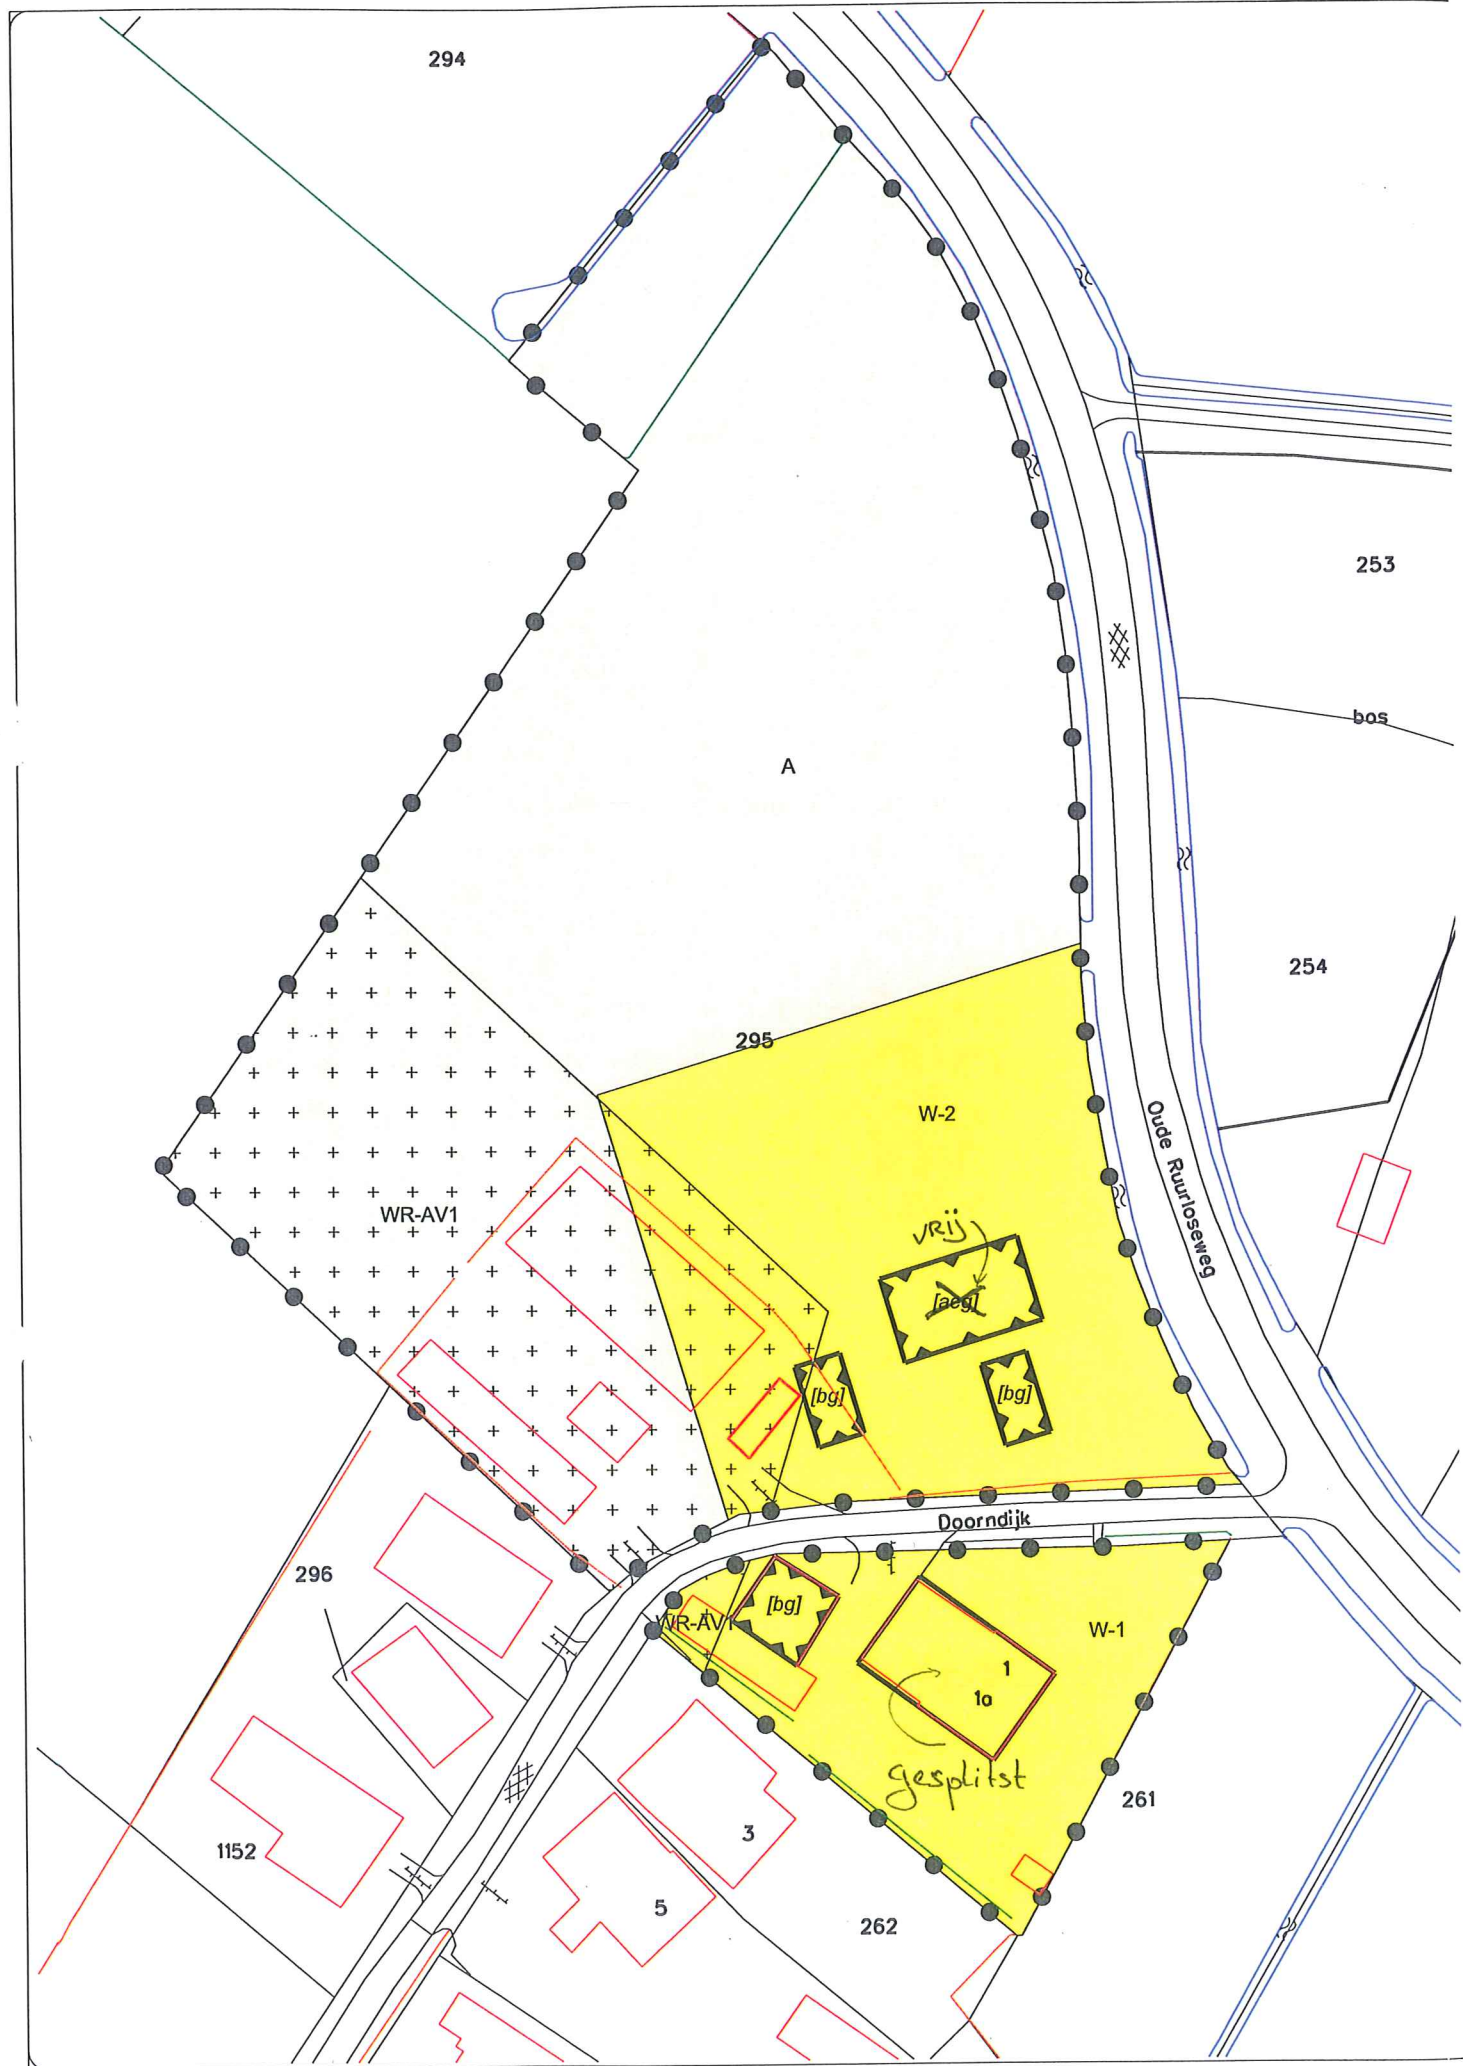 294
253
bos
A
254
295
W-2
Oude Ruurloseweg
WR-AV1
vrij
[aeg]
[bg]
[bg]
Doorndijk
296
[bg]
WR-AV1
W-1
1
1a
gesplitst
261
3
1152
5
262